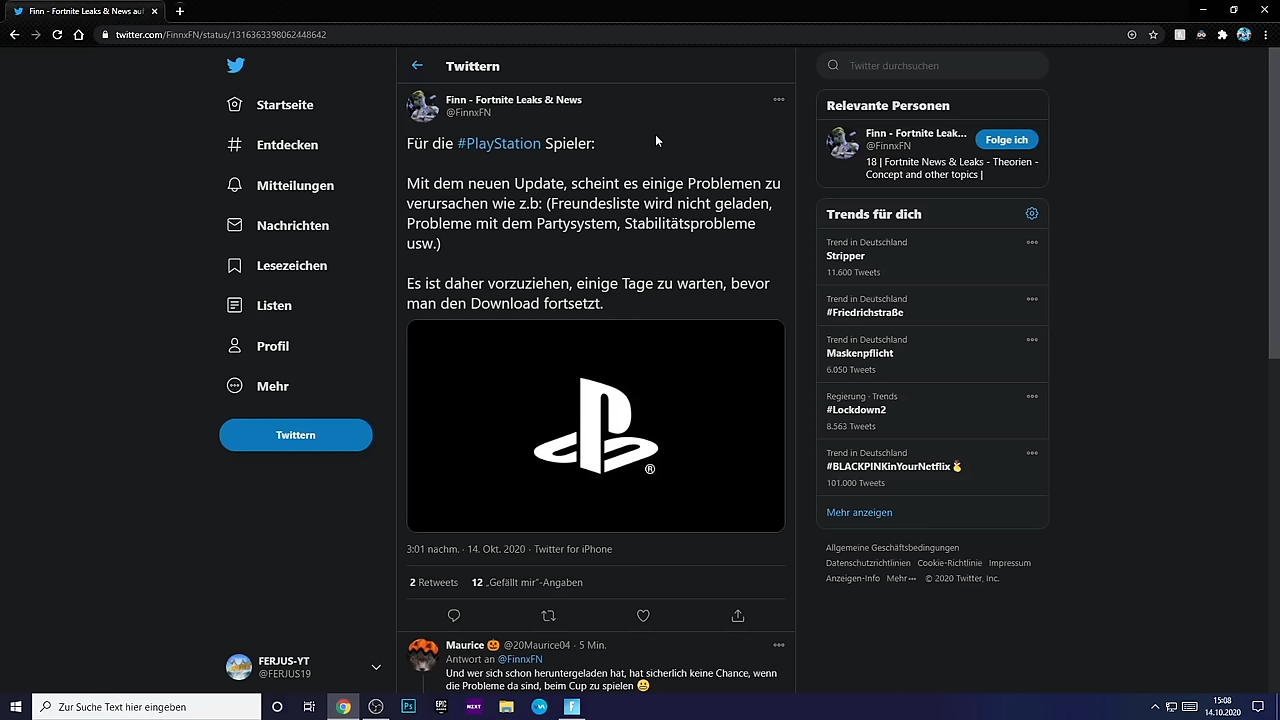 Finn - Fortnite Leaks & News auf
twitter.com/FinnxFN/status/1316363398062448642
Startseite
Entdecken
Mitteilungen
Nachrichten
Lesezeichen
Listen
Profil
Mehr
Twittern
FERJUS-YT
@FERJUS19
Twittern
Finn - Fortnite Leaks & News
@FinnxFN
Für die #PlayStation Spieler:
Mit dem neuen Update, scheint es einige Problemen zu
verursachen wie z.b: (Freundesliste wird nicht geladen,
Probleme mit dem Partysystem, Stabilitätsprobleme
usw.)
Es ist daher vorzuziehen, einige Tage zu warten, bevor
man den Download fortsetzt.
®
3:01 nachm. · 14. Okt. 2020 · Twitter for iPhone
2 Retweets 12 „Gefällt mir“-Angaben
Maurice 🎃 @20Maurice04 · 5 Min.
Antwort an @FinnxFN
Und wer sich schon heruntergeladen hat, hat sicherlich keine Chance, wenn
die Probleme da sind, beim Cup zu spielen
Twitter durchsuchen
Relevante Personen
Finn - Fortnite Leak...
@FinnxFN
Folge ich
18 | Fortnite News & Leaks - Theorien -
Concept and other topics |
Trends für dich
Trend in Deutschland
Stripper
11.600 Tweets
Trend in Deutschland
#Friedrichstraße
Trend in Deutschland
Maskenpflicht
6.050 Tweets
Regierung · Trends
#Lockdown2
8.563 Tweets
Trend in Deutschland
#BLACKPINKinYourNetflix
101.000 Tweets
Mehr anzeigen
Allgemeine Geschäftsbedingungen
Datenschutzrichtlinien Cookie-Richtlinie Impressum
Anzeigen-Info Mehr··· © 2020 Twitter, Inc.
Zur Suche Text hier eingeben
Ps
EPIC
NEXT
15:08
14.10.2020